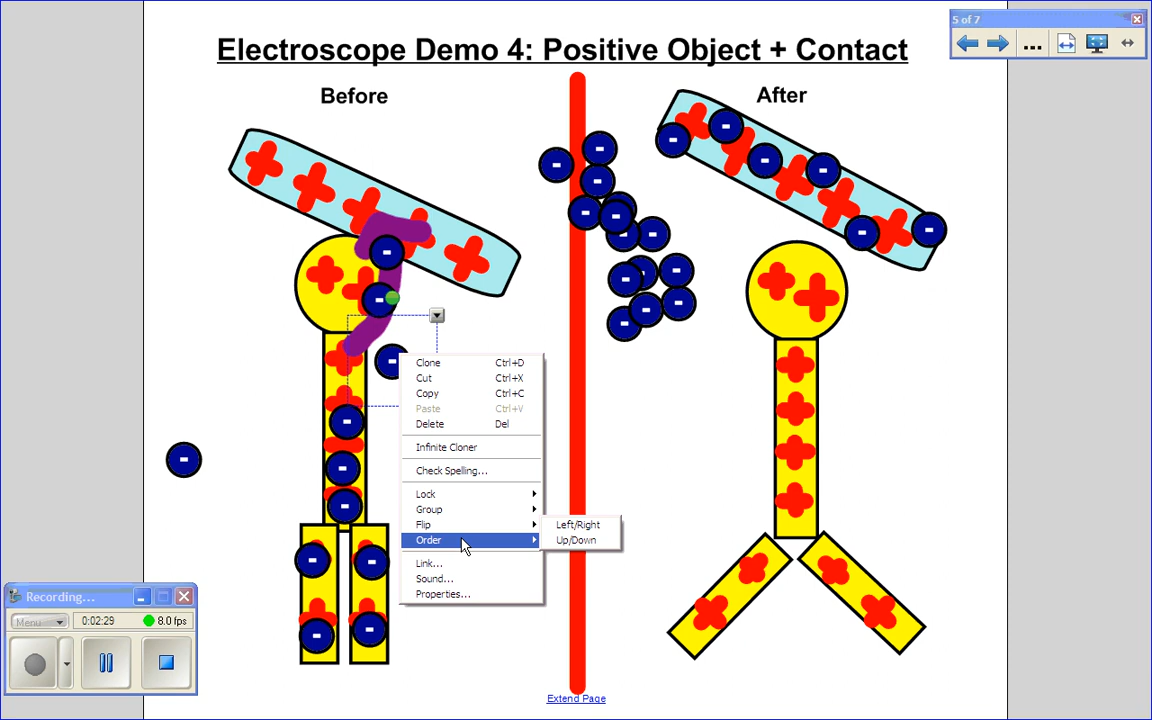 Electroscope Demo 4: Positive Object + Contact
5 of 7
...
Before
After
Clone Ctrl+D
Cut Ctrl+X
Copy Ctrl+C
Paste Ctrl+V
Delete Del
Infinite Cloner
Check Spelling...
Lock
Group
Flip
Order
Left/Right
Up/Down
Link...
Sound...
Properties...
Recording...
Menu
0:02:29
8.0 fps
Extend Page